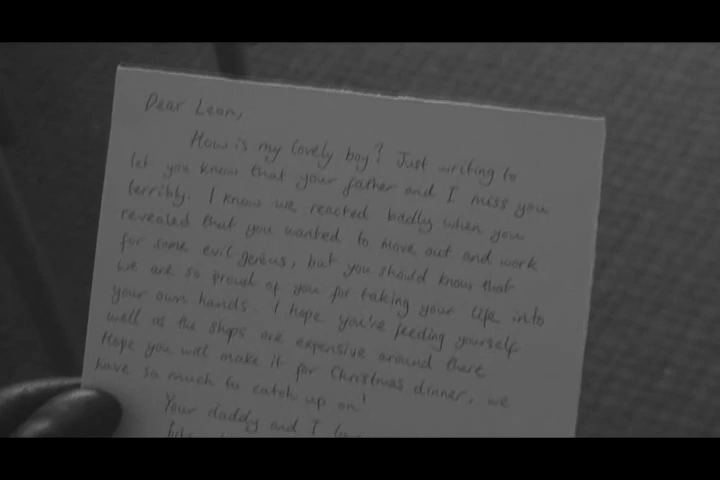 Dear Leon,
How is my lovely boy? Just writing to
let you know that your father and I miss you
terribly. I know we reacted badly when you
revealed that you wanted to move out and work
for some evil genius, but you should know that
we are so proud of you for taking your life into
your own hands. I hope you're feeding yourself
well as the shops are expensive around there
Hope you will make it for Christmas dinner, we
have so much to catch up on!
Your daddy and I